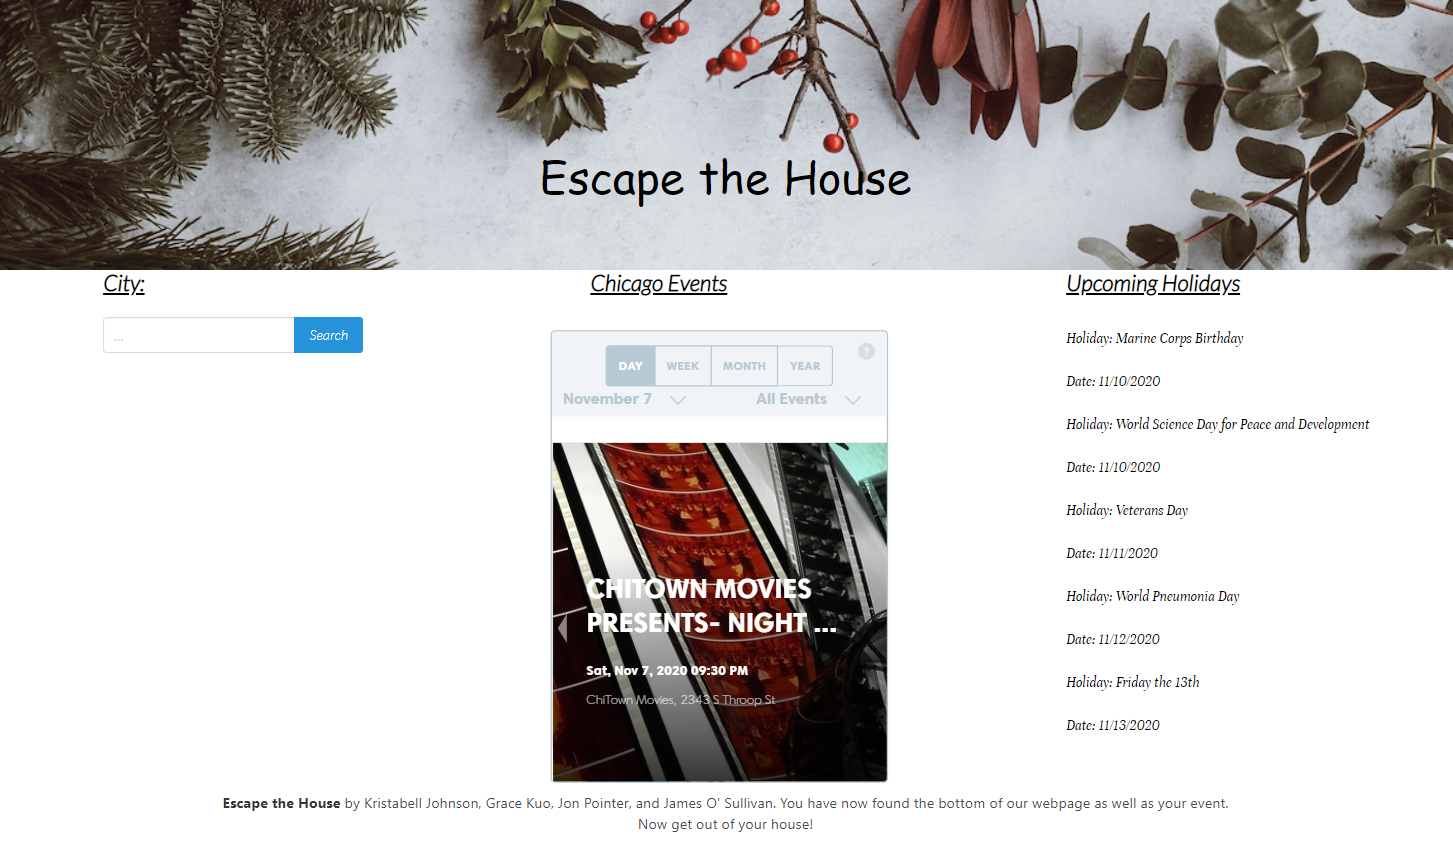 Escape the House
City:
...
Search
Chicago Events
DAY WEEK MONTH YEAR
?
November 7
All Events
CHITOWN MOVIES
PRESENTS- NIGHT ...
Sat, Nov 7, 2020 09:30 PM
ChiTown Movies, 2343 S Throop St
Upcoming Holidays
Holiday: Marine Corps Birthday
Date: 11/10/2020
Holiday: World Science Day for Peace and Development
Date: 11/10/2020
Holiday: Veterans Day
Date: 11/11/2020
Holiday: World Pneumonia Day
Date: 11/12/2020
Holiday: Friday the 13th
Date: 11/13/2020
Escape the House by Kristabell Johnson, Grace Kuo, Jon Pointer, and James O' Sullivan. You have now found the bottom of our webpage as well as your event.
Now get out of your house!